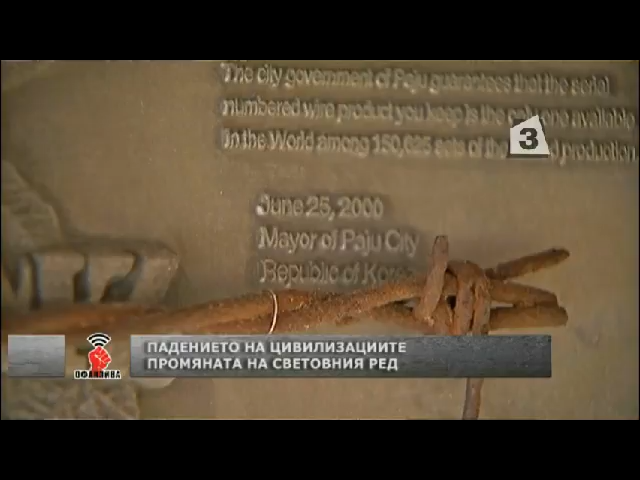 The city government of Paju guarantees that the serial
numbered wire product you keep is the only one available
in the World among 150,625 sets of the production
3
June 25, 2000
Mayor of Paju City
Republic of Korea
ПАДЕНИЕТО НА ЦИВИЛИЗАЦИИТЕ
ПРОМЯНАТА НА СВЕТОВНИЯ РЕД
ОФАНЗИВА